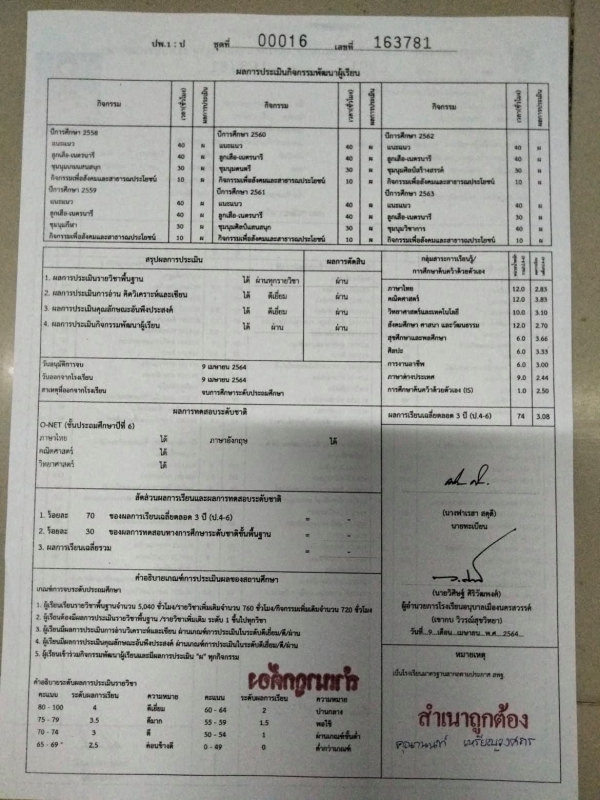 ปพ.1 : ป ชุดที่ 00016 เลขที่ 163781
ผลการประเมินกิจกรรมพัฒนาผู้เรียน
กิจกรรม เวลา(ชั่วโมง) ผลการประเมิน กิจกรรม เวลา(ชั่วโมง) ผลการประเมิน กิจกรรม เวลา(ชั่วโมง) ผลการประเมิน
ปีการศึกษา 2558 ปีการศึกษา 2560 ปีการศึกษา 2562
แนะแนว 40 ผ แนะแนว 40 ผ แนะแนว 40 ผ
ลูกเสือ-เนตรนารี 40 ผ ลูกเสือ-เนตรนารี 40 ผ ลูกเสือ-เนตรนารี 40 ผ
ชุมนุมเกมแสนสนุก 30 ผ ชุมนุมดนตรี 30 ผ ชุมนุมศิลป์สร้างสรรค์ 30 ผ
กิจกรรมเพื่อสังคมและสาธารณประโยชน์ 10 ผ กิจกรรมเพื่อสังคมและสาธารณประโยชน์ 10 ผ กิจกรรมเพื่อสังคมและสาธารณประโยชน์ 10 ผ
ปีการศึกษา 2559 ปีการศึกษา 2561 ปีการศึกษา 2563
แนะแนว 40 ผ แนะแนว 40 ผ แนะแนว 40 ผ
ลูกเสือ-เนตรนารี 40 ผ ลูกเสือ-เนตรนารี 40 ผ ลูกเสือ-เนตรนารี 30 ผ
ชุมนุมกีฬา 30 ผ ชุมนุมศิลป์แสนสนุก 30 ผ ชุมนุมวิชาการ 40 ผ
กิจกรรมเพื่อสังคมและสาธารณประโยชน์ 10 ผ กิจกรรมเพื่อสังคมและสาธารณประโยชน์ 10 ผ กิจกรรมเพื่อสังคมและสาธารณประโยชน์ 10 ผ
สรุปผลการประเมิน ผลการตัดสิน
1. ผลการประเมินรายวิชาพื้นฐาน ได้ ผ่านทุกรายวิชา ผ่าน
2. ผลการประเมินการอ่าน คิดวิเคราะห์และเขียน ได้ ดีเยี่ยม ผ่าน
3. ผลการประเมินคุณลักษณะอันพึงประสงค์ ได้ ดีเยี่ยม ผ่าน
4. ผลการประเมินกิจกรรมพัฒนาผู้เรียน ได้ ผ่าน ผ่าน
วันอนุมัติการจบ 9 เมษายน 2564
วันออกจากโรงเรียน 9 เมษายน 2564
สาเหตุที่ออกจากโรงเรียน จบการศึกษาระดับประถมศึกษา
กลุ่มสาระการเรียนรู้/
การศึกษาค้นคว้าด้วยตัวเอง
ภาษาไทย 12.0 2.83
คณิตศาสตร์ 12.0 3.83
วิทยาศาสตร์และเทคโนโลยี 10.0 3.10
สังคมศึกษา ศาสนา และวัฒนธรรม 12.0 2.70
สุขศึกษาและพลศึกษา 6.0 3.66
ศิลปะ 6.0 3.33
การงานอาชีพ 6.0 3.00
ภาษาต่างประเทศ 9.0 2.44
การศึกษาค้นคว้าด้วยตัวเอง (IS) 1.0 2.50
ผลการเรียนเฉลี่ยตลอด 3 ปี (ป.4-6) 74 3.08
ผลการทดสอบระดับชาติ
O-NET (ชั้นประถมศึกษาปีที่ 6)
ภาษาไทย ได้ ภาษาอังกฤษ ได้
คณิตศาสตร์ ได้
วิทยาศาสตร์ ได้
สัดส่วนผลการเรียนและผลการทดสอบระดับชาติ
1. ร้อยละ 70 ของผลการเรียนเฉลี่ยตลอด 3 ปี (ป.4-6) = -
2. ร้อยละ 30 ของผลการทดสอบทางการศึกษาระดับชาติขั้นพื้นฐาน = -
3. ผลการเรียนเฉลี่ยรวม = -
(นางฟาเรสา สดุดี)
นายทะเบียน
(นายวิศิษฐ์ ศิริวัฒพงศ์)
ผู้อำนวยการโรงเรียนอนุบาลเมืองนครสวรรค์
(เขากบ วิวรณ์สุขวิทยา)
วันที่...9...เดือน...เมษายน...พ.ศ....2564...
คำอธิบายเกณฑ์การประเมินผลของสถานศึกษา
เกณฑ์การจบระดับประถมศึกษา
1. ผู้เรียนเรียนรายวิชาพื้นฐานจำนวน 5,040 ชั่วโมง/รายวิชาเพิ่มเติมจำนวน 760 ชั่วโมง/กิจกรรมเพิ่มเติมจำนวน 720 ชั่วโมง
2. ผู้เรียนต้องมีผลการประเมินรายวิชาพื้นฐาน /รายวิชาเพิ่มเติม ระดับ 1 ขึ้นไปทุกวิชา
3. ผู้เรียนมีผลการประเมินการอ่านวิเคราะห์และเขียน ผ่านเกณฑ์การประเมินในระดับดีเยี่ยม/ดี/ผ่าน
4. ผู้เรียนมีผลการประเมินคุณลักษณะอันพึงประสงค์ ผ่านเกณฑ์การประเมินในระดับดีเยี่ยม/ดี/ผ่าน
5. ผู้เรียนเข้าร่วมกิจกรรมพัฒนาผู้เรียนและมีผลการประเมิน "ผ" ทุกกิจกรรม
คำอธิบายระดับผลการประเมินรายวิชา
คะแนน ระดับผลการเรียน ความหมาย คะแนน ระดับผลการเรียน ความหมาย
80 - 100 4 ดีเยี่ยม 60 - 64 2 ปานกลาง
75 - 79 3.5 ดีมาก 55 - 59 1.5 พอใช้
70 - 74 3 ดี 50 - 54 1 ผ่านเกณฑ์ขั้นต่ำ
65 - 69 2.5 ค่อนข้างดี 0 - 49 0 ต่ำกว่าเกณฑ์
หมายเหตุ
เป็นโรงเรียนมาตรฐานสากลตามประกาศ สพฐ.
สำเนาถูกต้อง